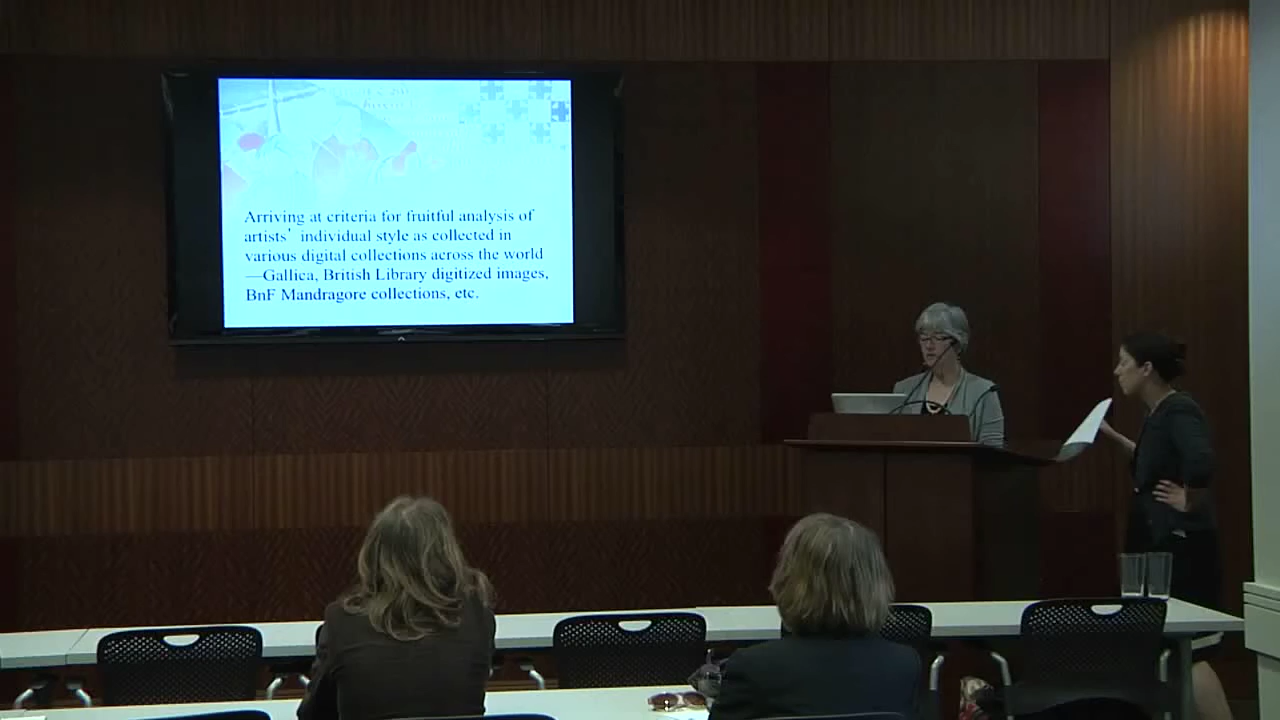 Arriving at criteria for fruitful analysis of
artists' individual style as collected in
various digital collections across the world
—Gallica, British Library digitized images,
BnF Mandragore collections, etc.